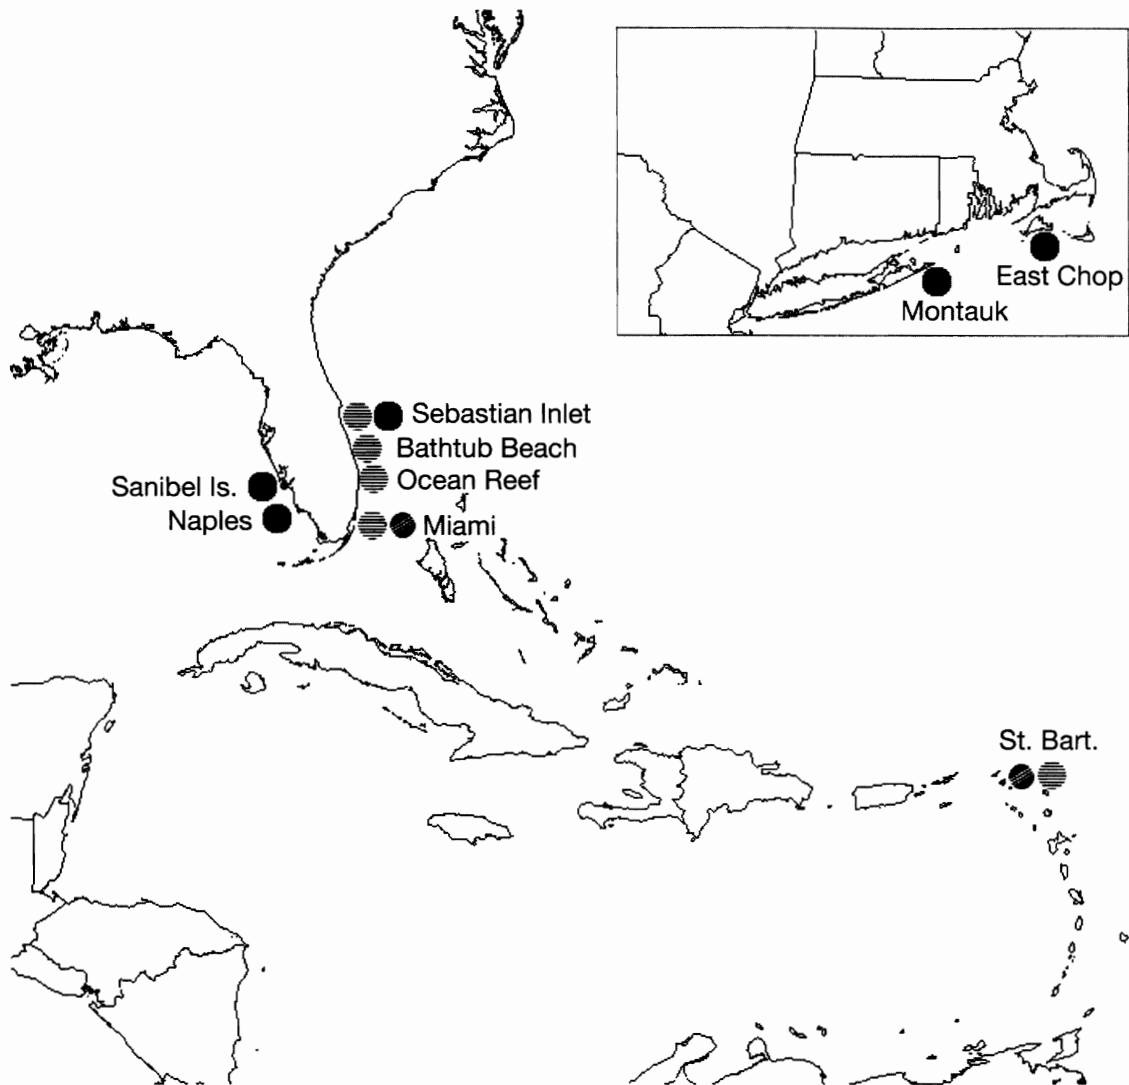 East Chop
Montauk
Sebastian Inlet
Bathtub Beach
Ocean Reef
Sanibel Is.
Naples
Miami
St. Bart.